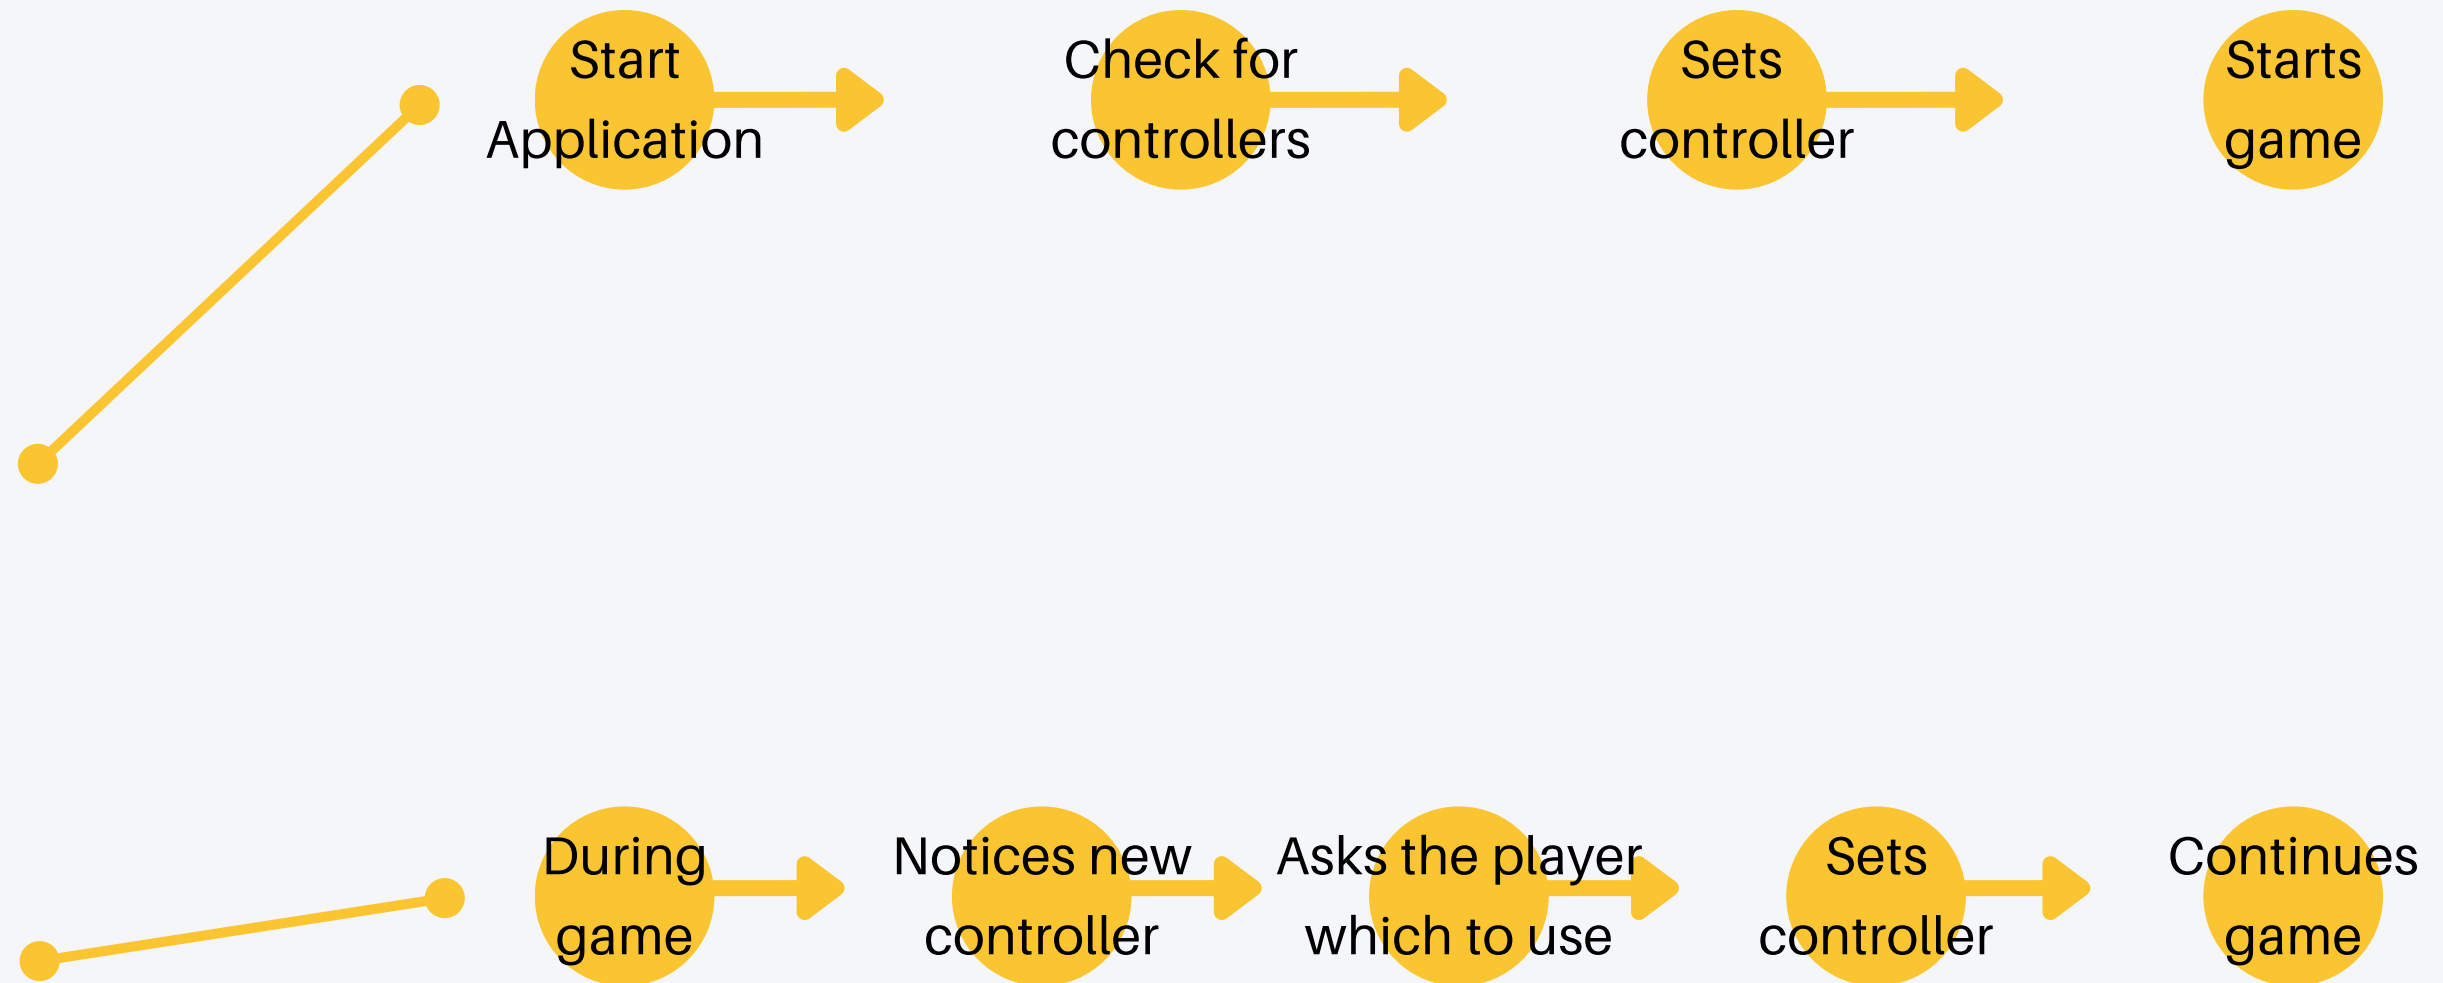 Start
Application
Check for
controllers
Sets
controller
Starts
game
During
game
Notices new
controller
Asks the player
which to use
Sets
controller
Continues
game